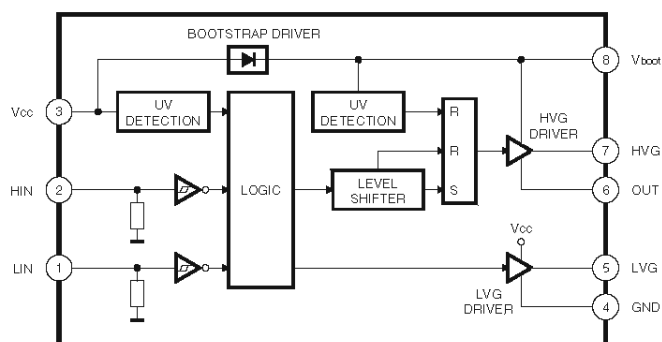 BOOTSTRAP DRIVER
8
Vboot
Vcc
3
UV
DETECTION
UV
DETECTION
R
HVG
DRIVER
R
7
HVG
HIN
2
LOGIC
LEVEL
SHIFTER
S
6
OUT
Vcc
LIN
1
5
LVG
LVG
DRIVER
4
GND